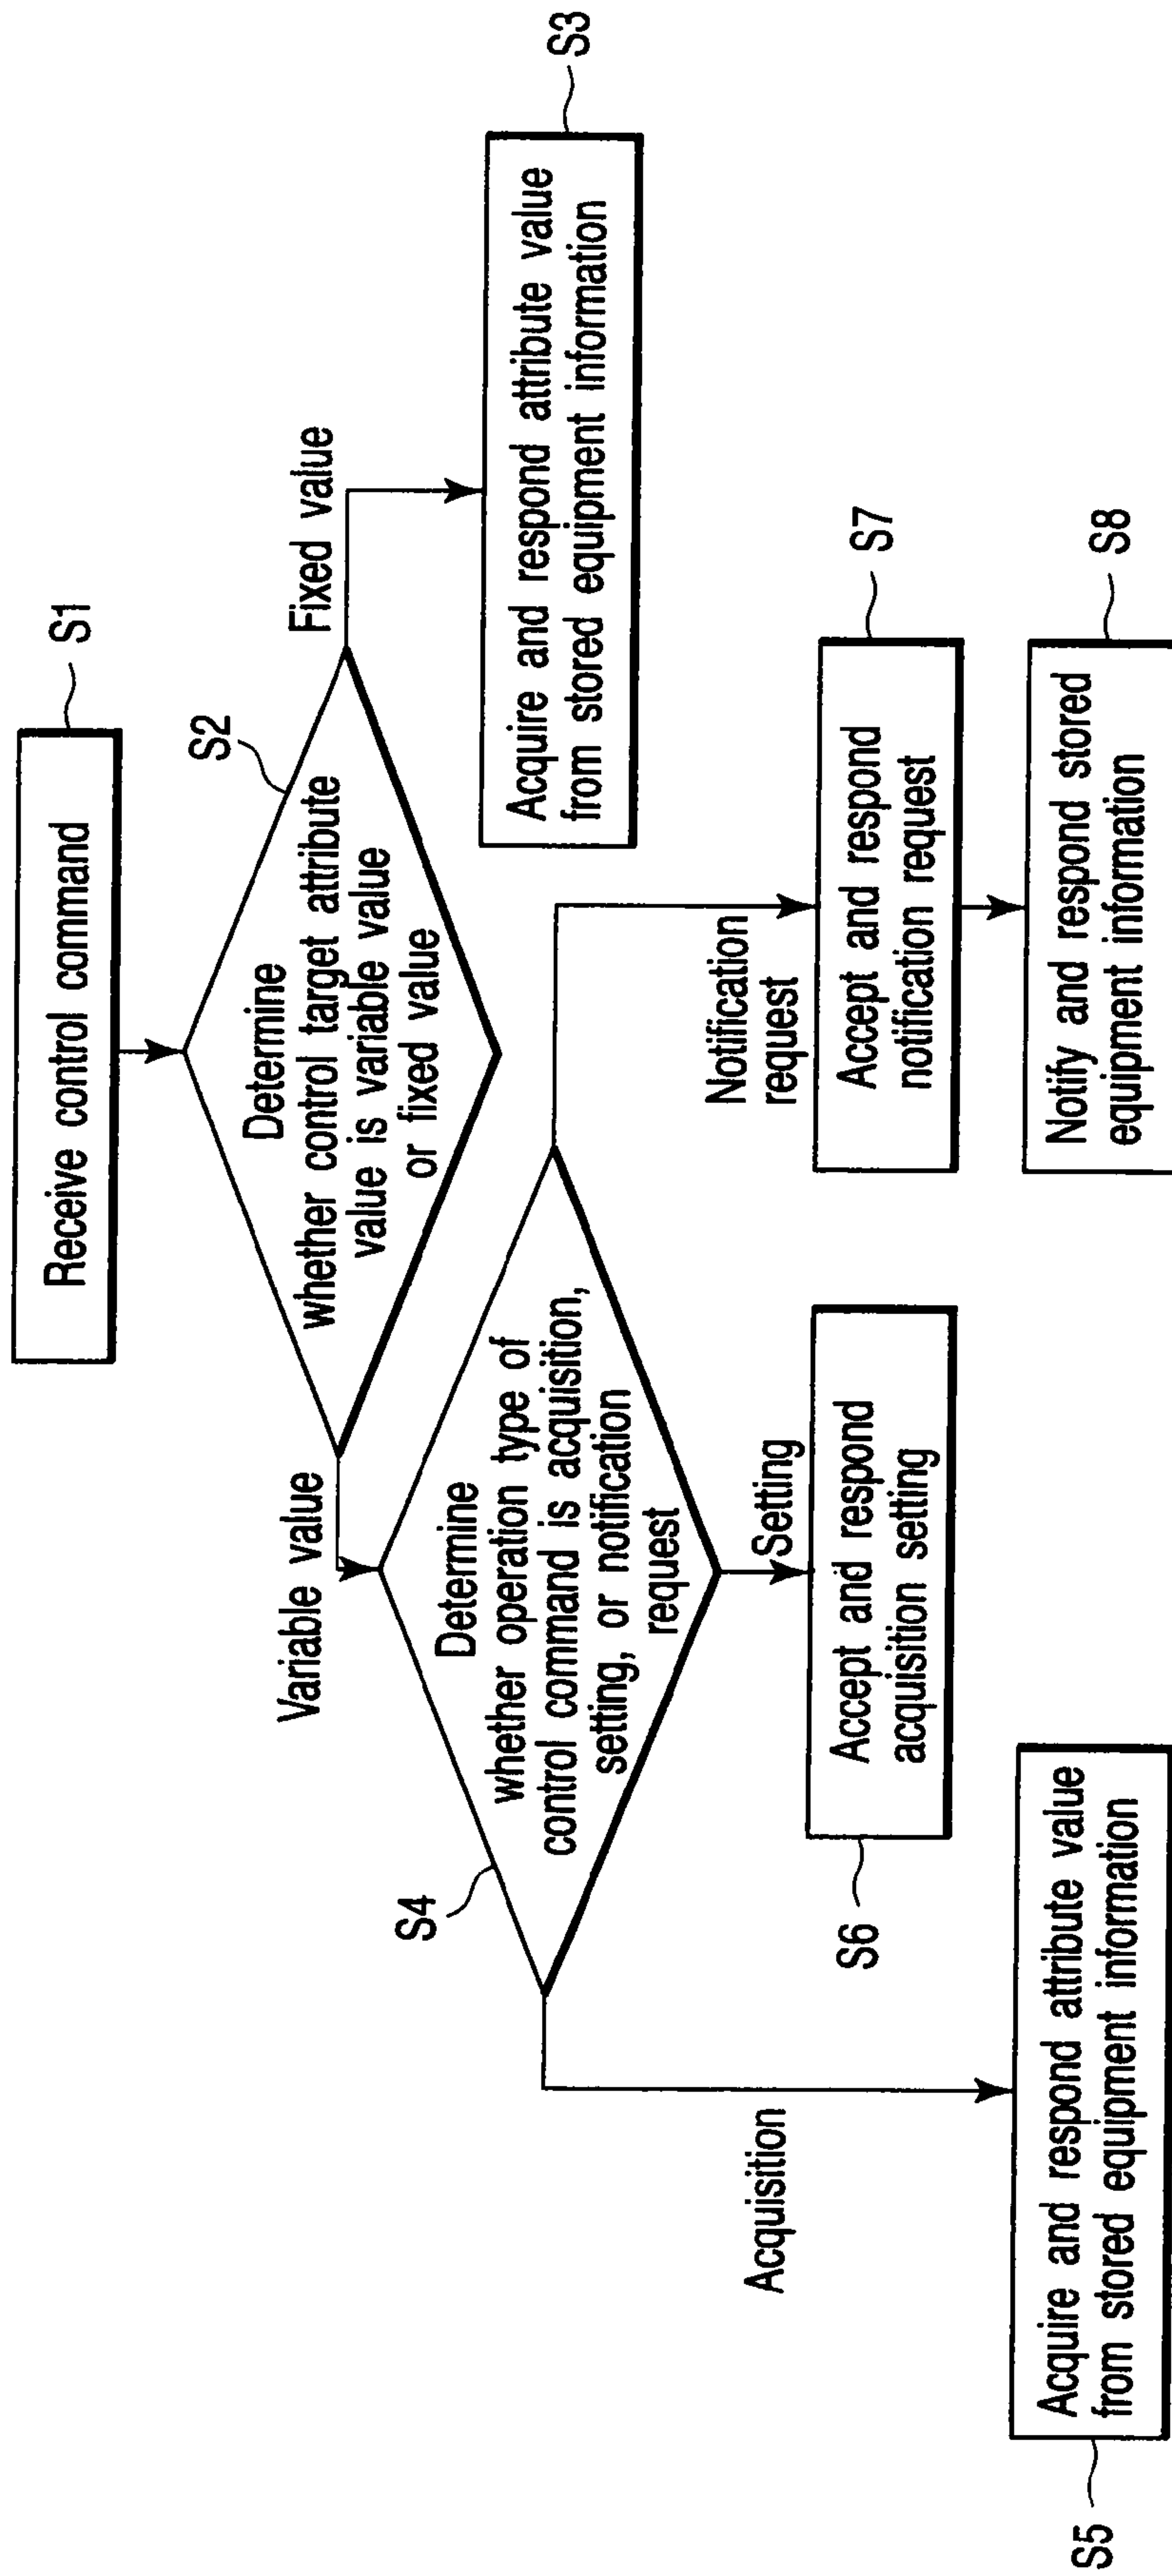 Receive control command
S1
Determine
whether control target attribute
value is variable value
or fixed value
S2
Fixed value
Acquire and respond attribute value
from stored equipment information
S3
Variable value
Determine
whether operation type of
control command is acquisition,
setting, or notification
request
S4
Acquisition
Acquire and respond attribute value
from stored equipment information
S5
Setting
Accept and respond
acquisition setting
S6
Notification
request
Accept and respond
notification request
S7
Notify and respond stored
equipment information
S8